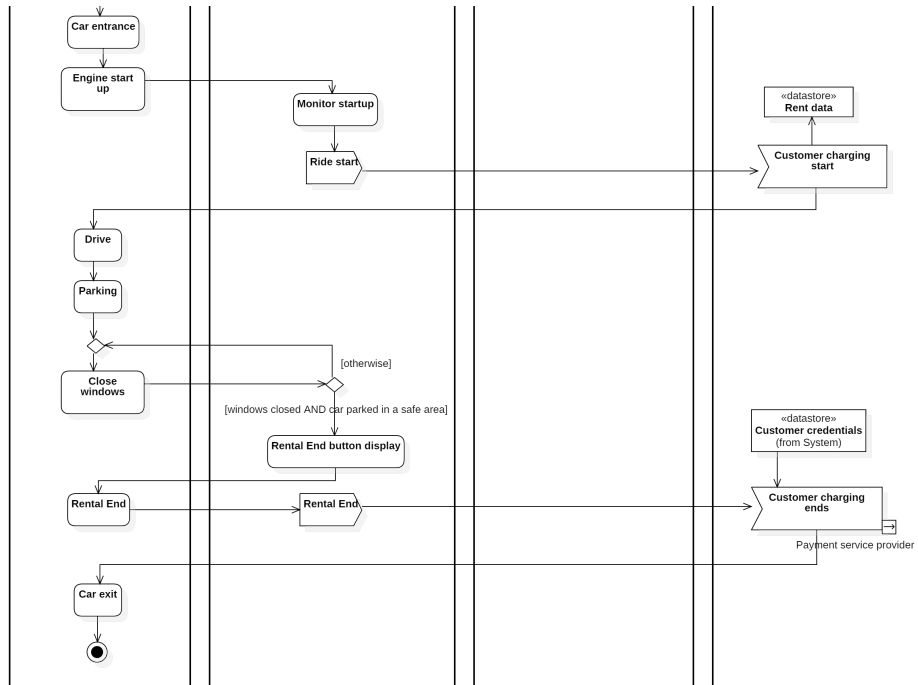 Car entrance
Engine start
up
Monitor startup
«datastore»
Rent data
Ride start
Customer charging
start
Drive
Parking
[otherwise]
Close
windows
[windows closed AND car parked in a safe area]
«datastore»
Customer credentials
(from System)
Rental End button display
Rental End
Rental End
Customer charging
ends
Payment service provider
Car exit